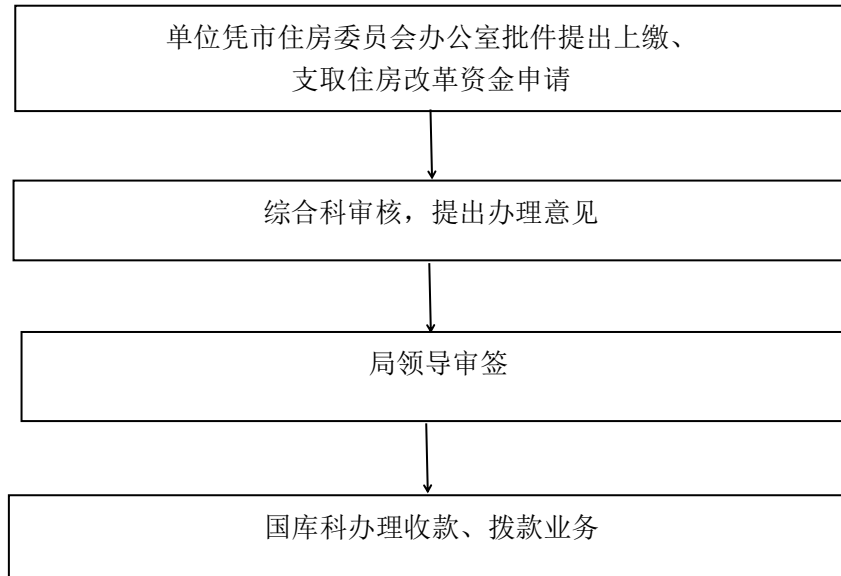 单位凭市住房委员会办公室批件提出上缴、
支取住房改革资金申请
综合科审核，提出办理意见
局领导审签
国库科办理收款、拨款业务